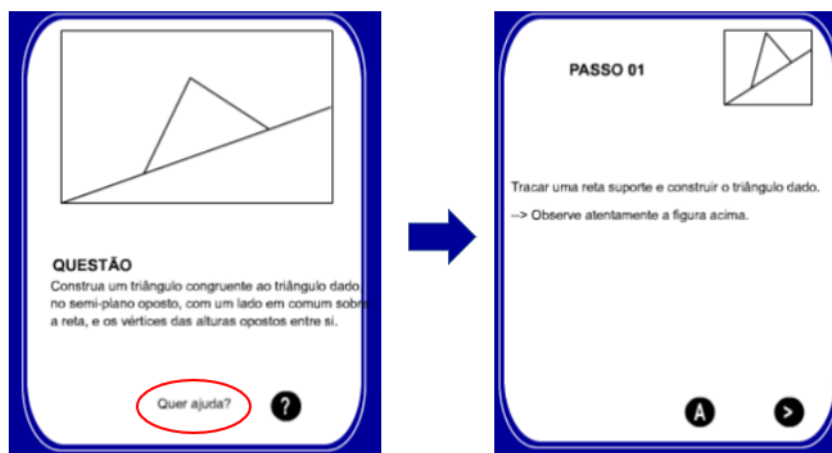 QUESTÃO
Construa um triângulo congruente ao triângulo dado,
no semi-plano oposto, com um lado em comum sobre
a reta, e os vértices das alturas opostos entre si.
Quer ajuda?
?
PASSO 01
Tracar uma reta suporte e construir o triângulo dado.
--> Observe atentamente a figura acima.
A
>